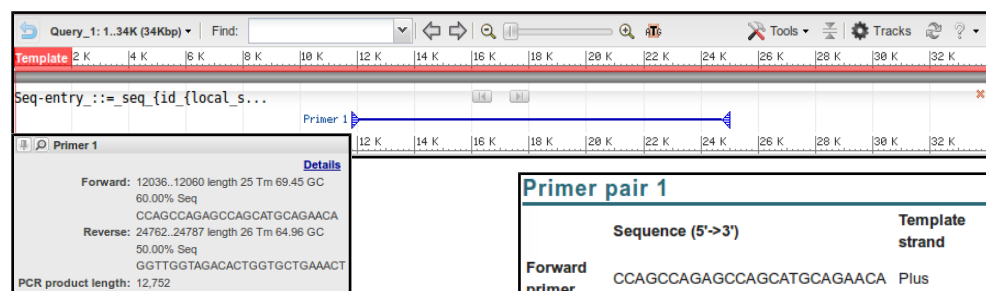 Query_1: 1..34K (34Kbp) Find: Tools Tracks ?
Template 2 K 4 K 6 K 8 K 10 K 12 K 14 K 16 K 18 K 20 K 22 K 24 K 26 K 28 K 30 K 32 K
Seq-entry_::=_seq_{id_{local_s...
Primer 1
12 K 14 K 16 K 18 K 20 K 22 K 24 K 26 K 28 K 30 K 32 K
Primer 1
Details
Forward: 12036..12060 length 25 Tm 69.45 GC
60.00% Seq
CCAGCCAGAGCCAGCATGCAGAACA
Reverse: 24762..24787 length 26 Tm 64.96 GC
50.00% Seq
GGTTGGTAGACACTGGTGCTGAAACT
PCR product length: 12,752
Primer pair 1
Sequence (5'->3')
Template
strand
Forward
primer
CCAGCCAGAGCCAGCATGCAGAACA Plus